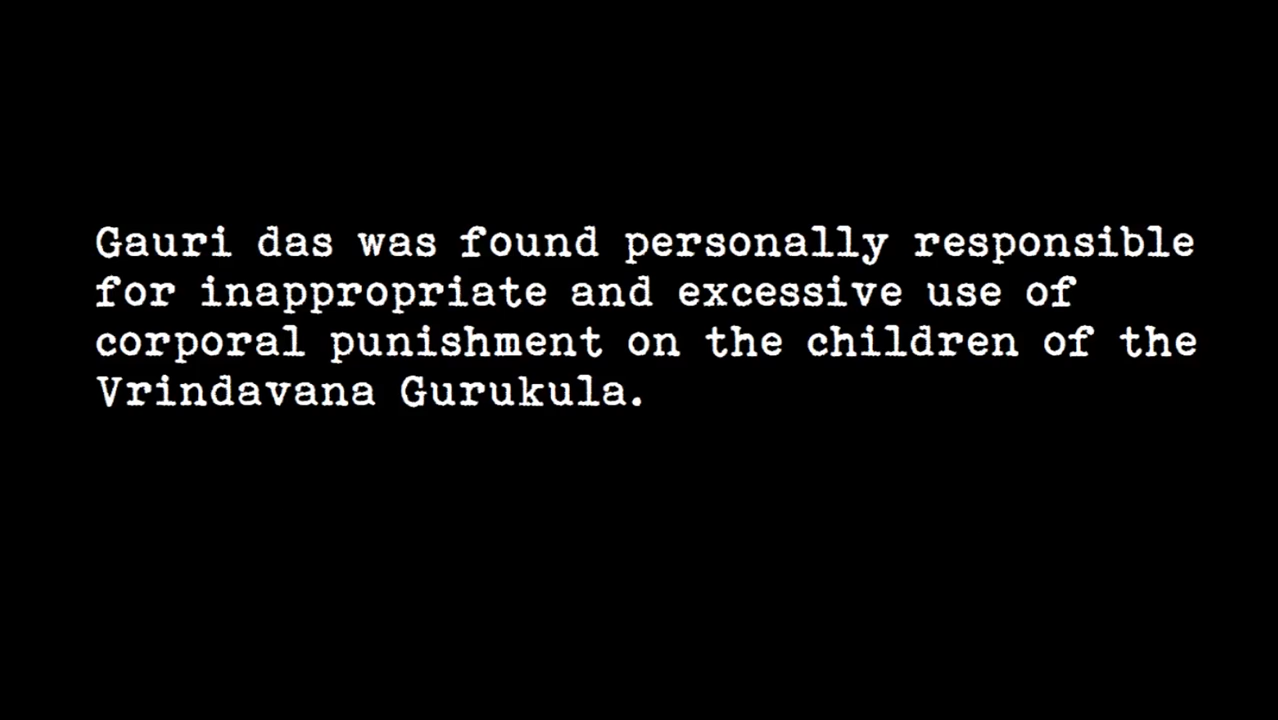 Gauri das was found personally responsible
for inappropriate and excessive use of
corporal punishment on the children of the
Vrindavana Gurukula.